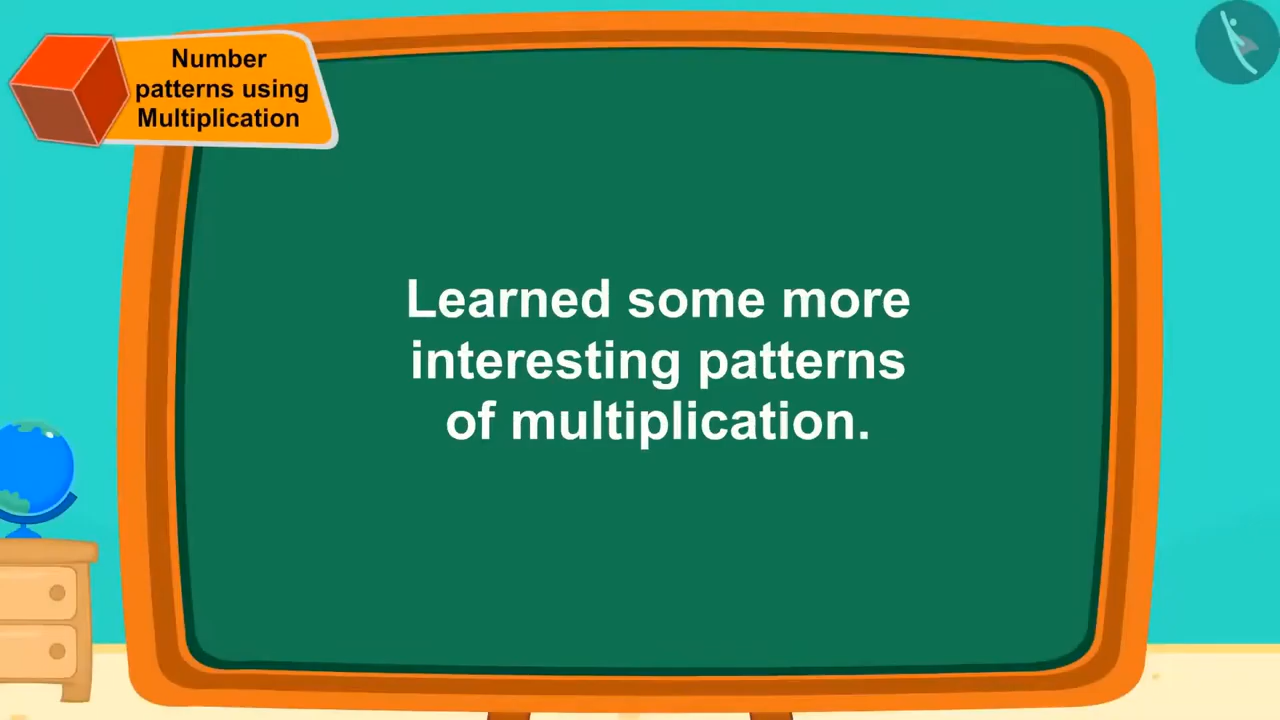 Number
patterns using
Multiplication
Learned some more
interesting patterns
of multiplication.